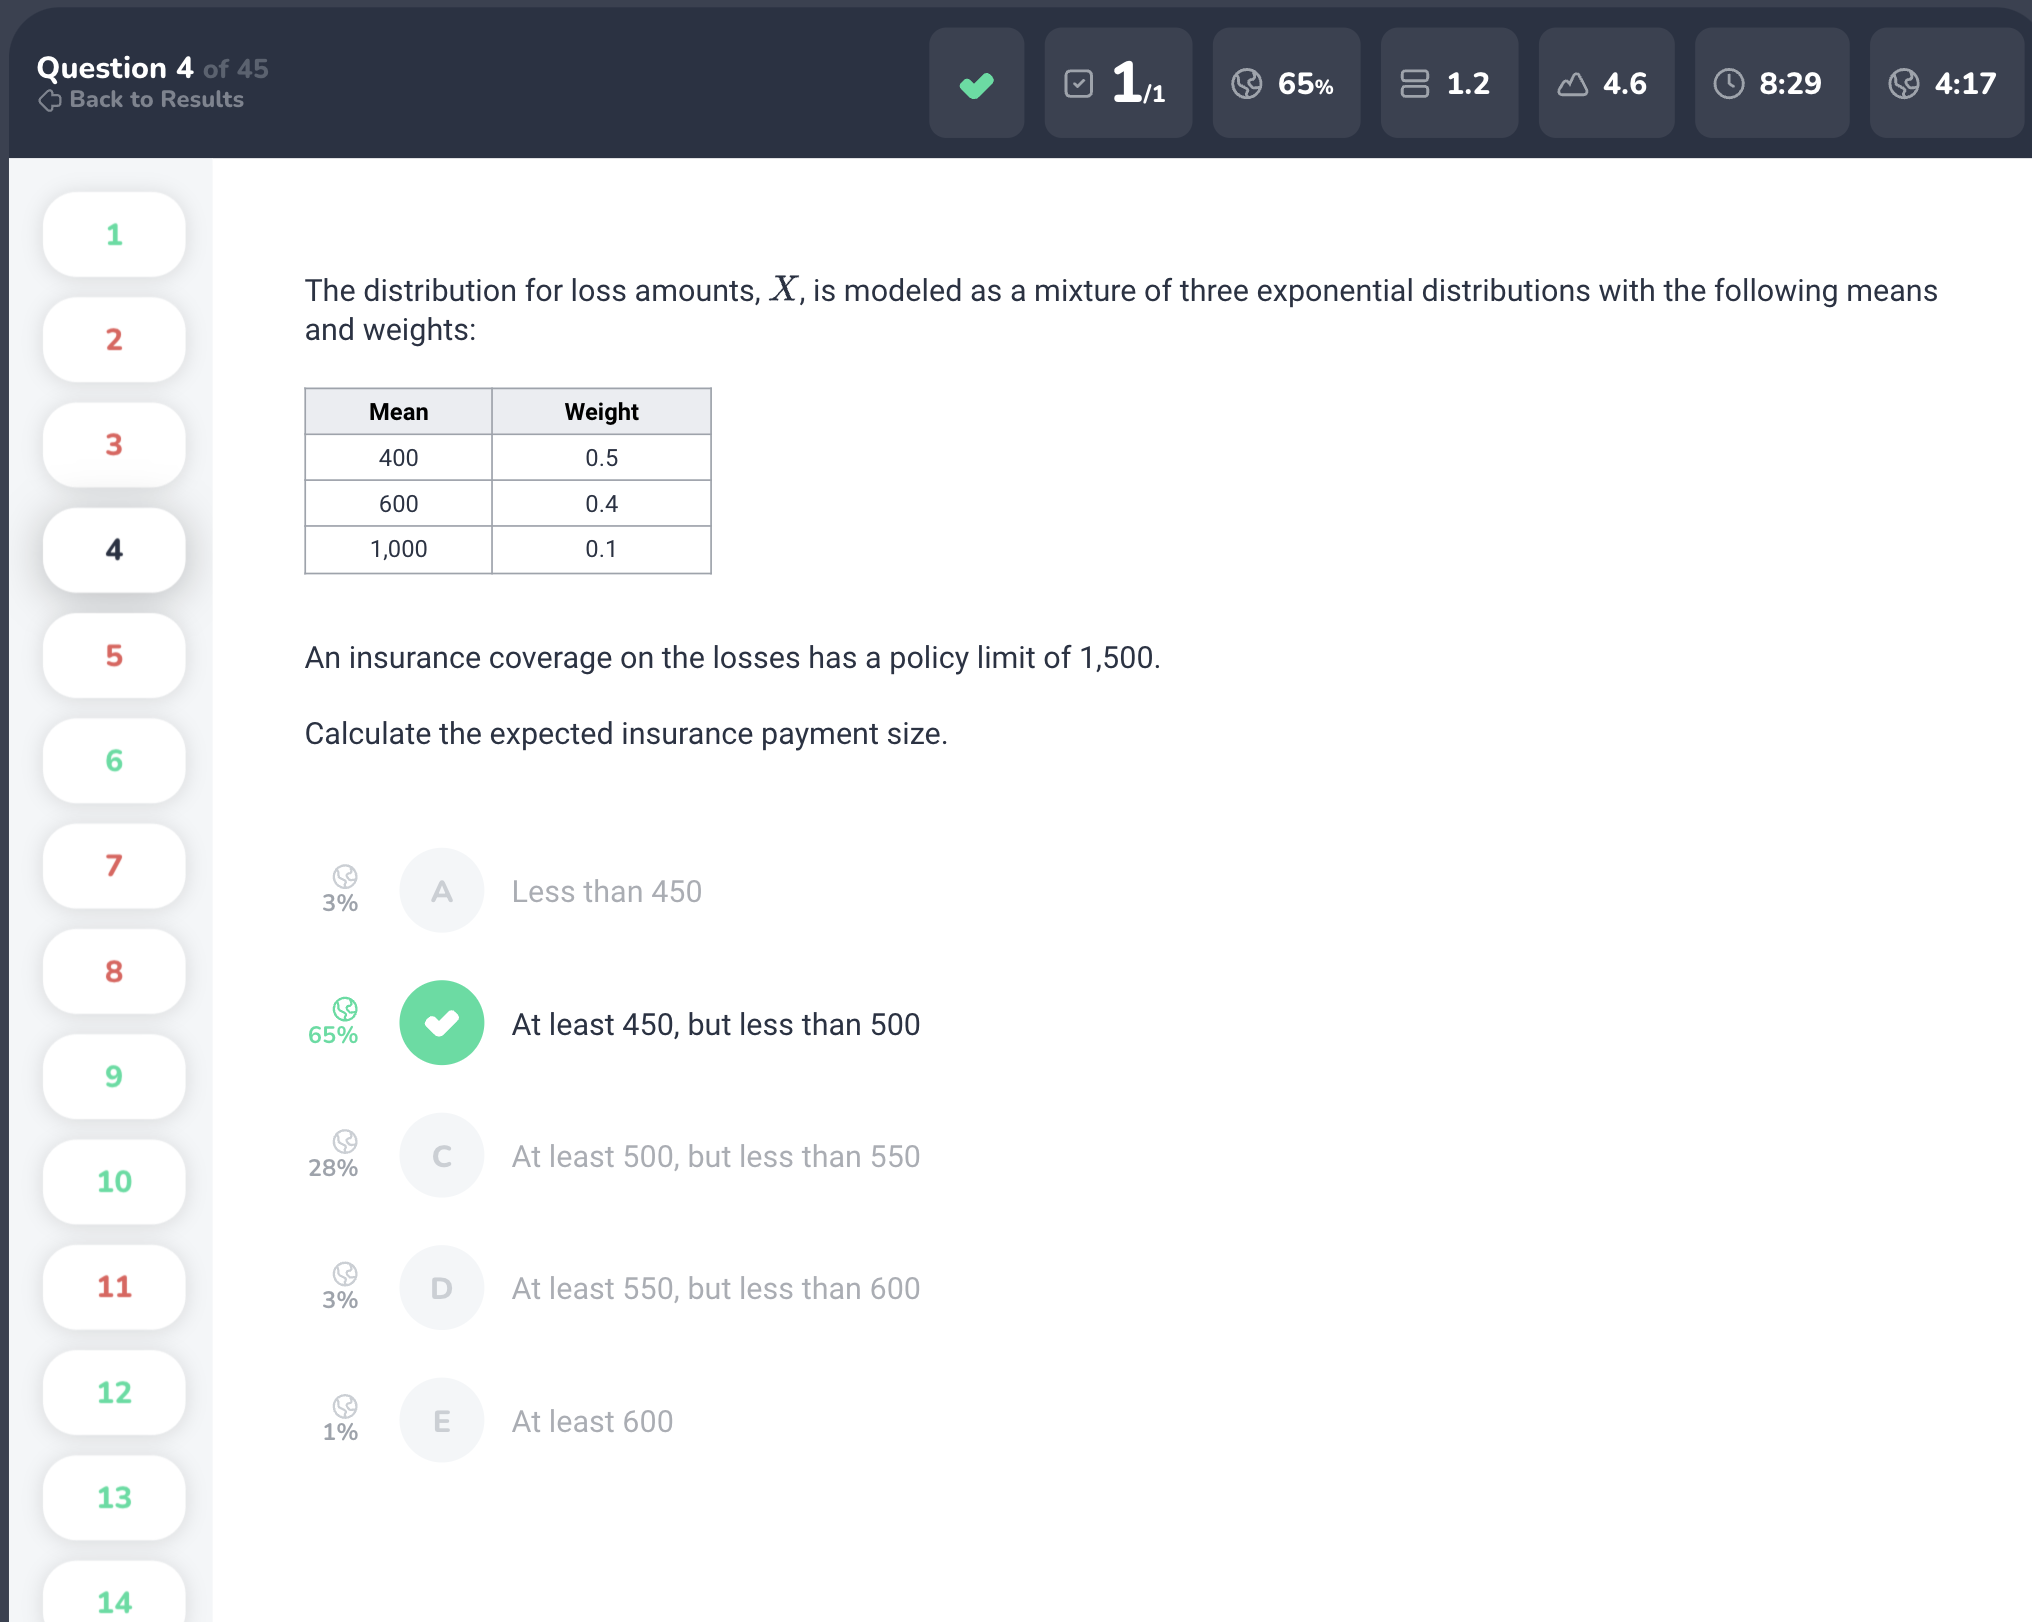 Question 4 of 45
Back to Results
1/1
65%
1.2
4.6
8:29
4:17
1
2
3
4
5
6
7
8
9
10
11
12
13
14
The distribution for loss amounts, X, is modeled as a mixture of three exponential distributions with the following means
and weights:
Mean Weight
400 0.5
600 0.4
1,000 0.1
An insurance coverage on the losses has a policy limit of 1,500.
Calculate the expected insurance payment size.
3% A Less than 450
65% At least 450, but less than 500
28% C At least 500, but less than 550
3% D At least 550, but less than 600
1% E At least 600